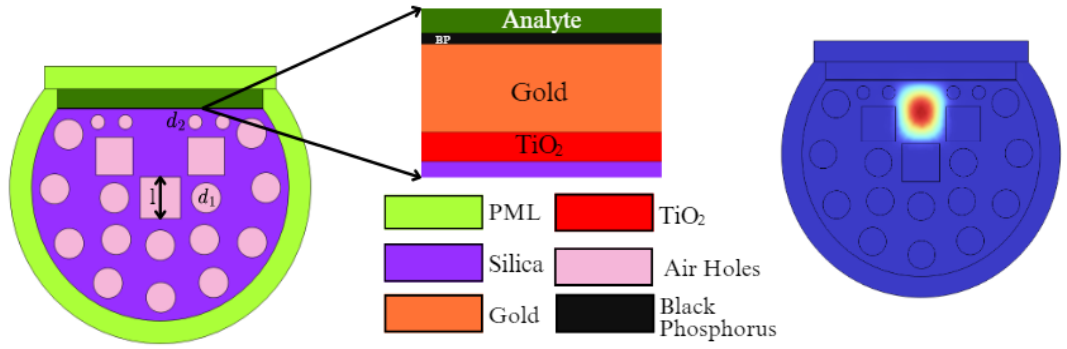 Analyte
BP
Gold
TiO₂
d₂
l
d₁
PML
TiO₂
Silica
Air Holes
Gold
Black
Phosphorus